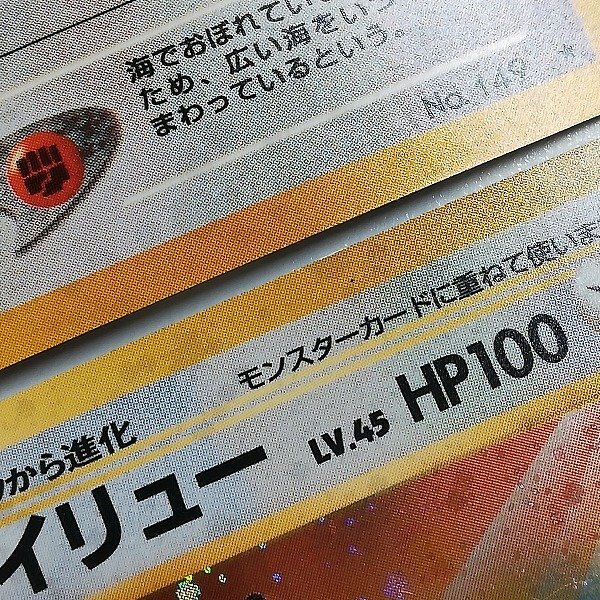 海でおぼれてい
ため、広い海をいつ
まわっているという。
No.149 ★
モンスターカードに重ねて使いま
から進化
イリュー LV.45 HP100